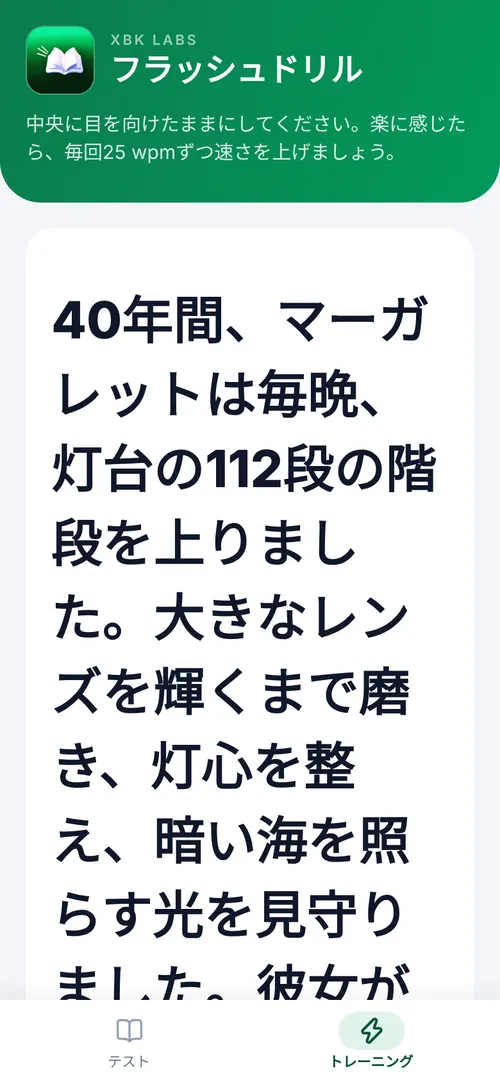 XBK LABS
フラッシュドリル
中央に目を向けたままにしてください。楽に感じた
ら、毎回25 wpmずつ速さを上げましょう。
40年間、マーガ
レットは毎晩、
灯台の112段の階
段を上りまし
た。大きなレン
ズを輝くまで磨
き、灯心を整
え、暗い海を照
らす光を見守り
ました。彼女が
テスト
トレーニング